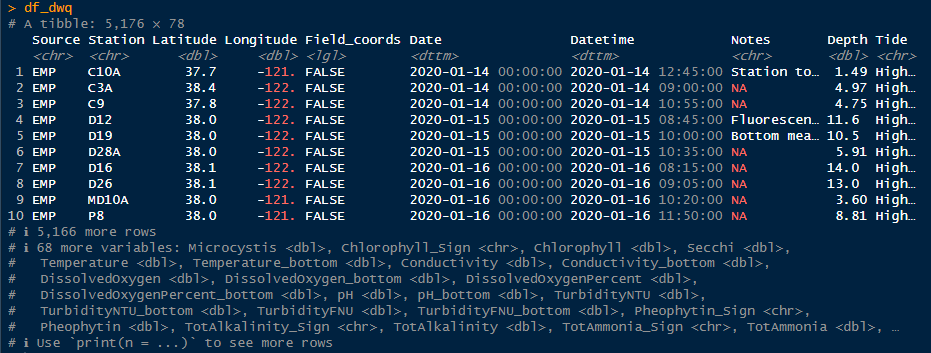 > df_dwq
# A tibble: 5,176 × 78
Source Station Latitude Longitude Field_coords Date Datetime Notes Depth Tide
<chr> <chr> <dbl> <dbl> <lgl> <dttm> <dttm> <chr> <dbl> <chr>
1 EMP C10A 37.7 -121. FALSE 2020-01-14 00:00:00 2020-01-14 12:45:00 Station to… 1.49 High…
2 EMP C3A 38.4 -122. FALSE 2020-01-14 00:00:00 2020-01-14 09:00:00 NA 4.97 High…
3 EMP C9 37.8 -122. FALSE 2020-01-14 00:00:00 2020-01-14 10:55:00 NA 4.75 High…
4 EMP D12 38.0 -122. FALSE 2020-01-15 00:00:00 2020-01-15 08:45:00 Fluorescen… 11.6 High…
5 EMP D19 38.0 -122. FALSE 2020-01-15 00:00:00 2020-01-15 10:00:00 Bottom mea… 10.5 High…
6 EMP D28A 38.0 -122. FALSE 2020-01-15 00:00:00 2020-01-15 10:35:00 NA 5.91 High…
7 EMP D16 38.1 -122. FALSE 2020-01-16 00:00:00 2020-01-16 08:15:00 NA 14.0 High…
8 EMP D26 38.1 -122. FALSE 2020-01-16 00:00:00 2020-01-16 09:05:00 NA 13.0 High…
9 EMP MD10A 38.0 -121. FALSE 2020-01-16 00:00:00 2020-01-16 10:20:00 NA 3.60 High…
10 EMP P8 38.0 -121. FALSE 2020-01-16 00:00:00 2020-01-16 11:50:00 NA 8.81 High…
# ℹ 5,166 more rows
# ℹ 68 more variables: Microcystis <dbl>, Chlorophyll_Sign <chr>, Chlorophyll <dbl>, Secchi <dbl>,
# Temperature <dbl>, Temperature_bottom <dbl>, Conductivity <dbl>, Conductivity_bottom <dbl>,
# DissolvedOxygen <dbl>, DissolvedOxygen_bottom <dbl>, DissolvedOxygenPercent <dbl>,
# DissolvedOxygenPercent_bottom <dbl>, pH <dbl>, pH_bottom <dbl>, TurbidityNTU <dbl>,
# TurbidityNTU_bottom <dbl>, TurbidityFNU <dbl>, TurbidityFNU_bottom <dbl>, Pheophytin_Sign <chr>,
# Pheophytin <dbl>, TotAlkalinity_Sign <chr>, TotAlkalinity <dbl>, TotAmmonia_Sign <chr>, TotAmmonia <dbl>, …
# ℹ Use `print(n = ...)` to see more rows